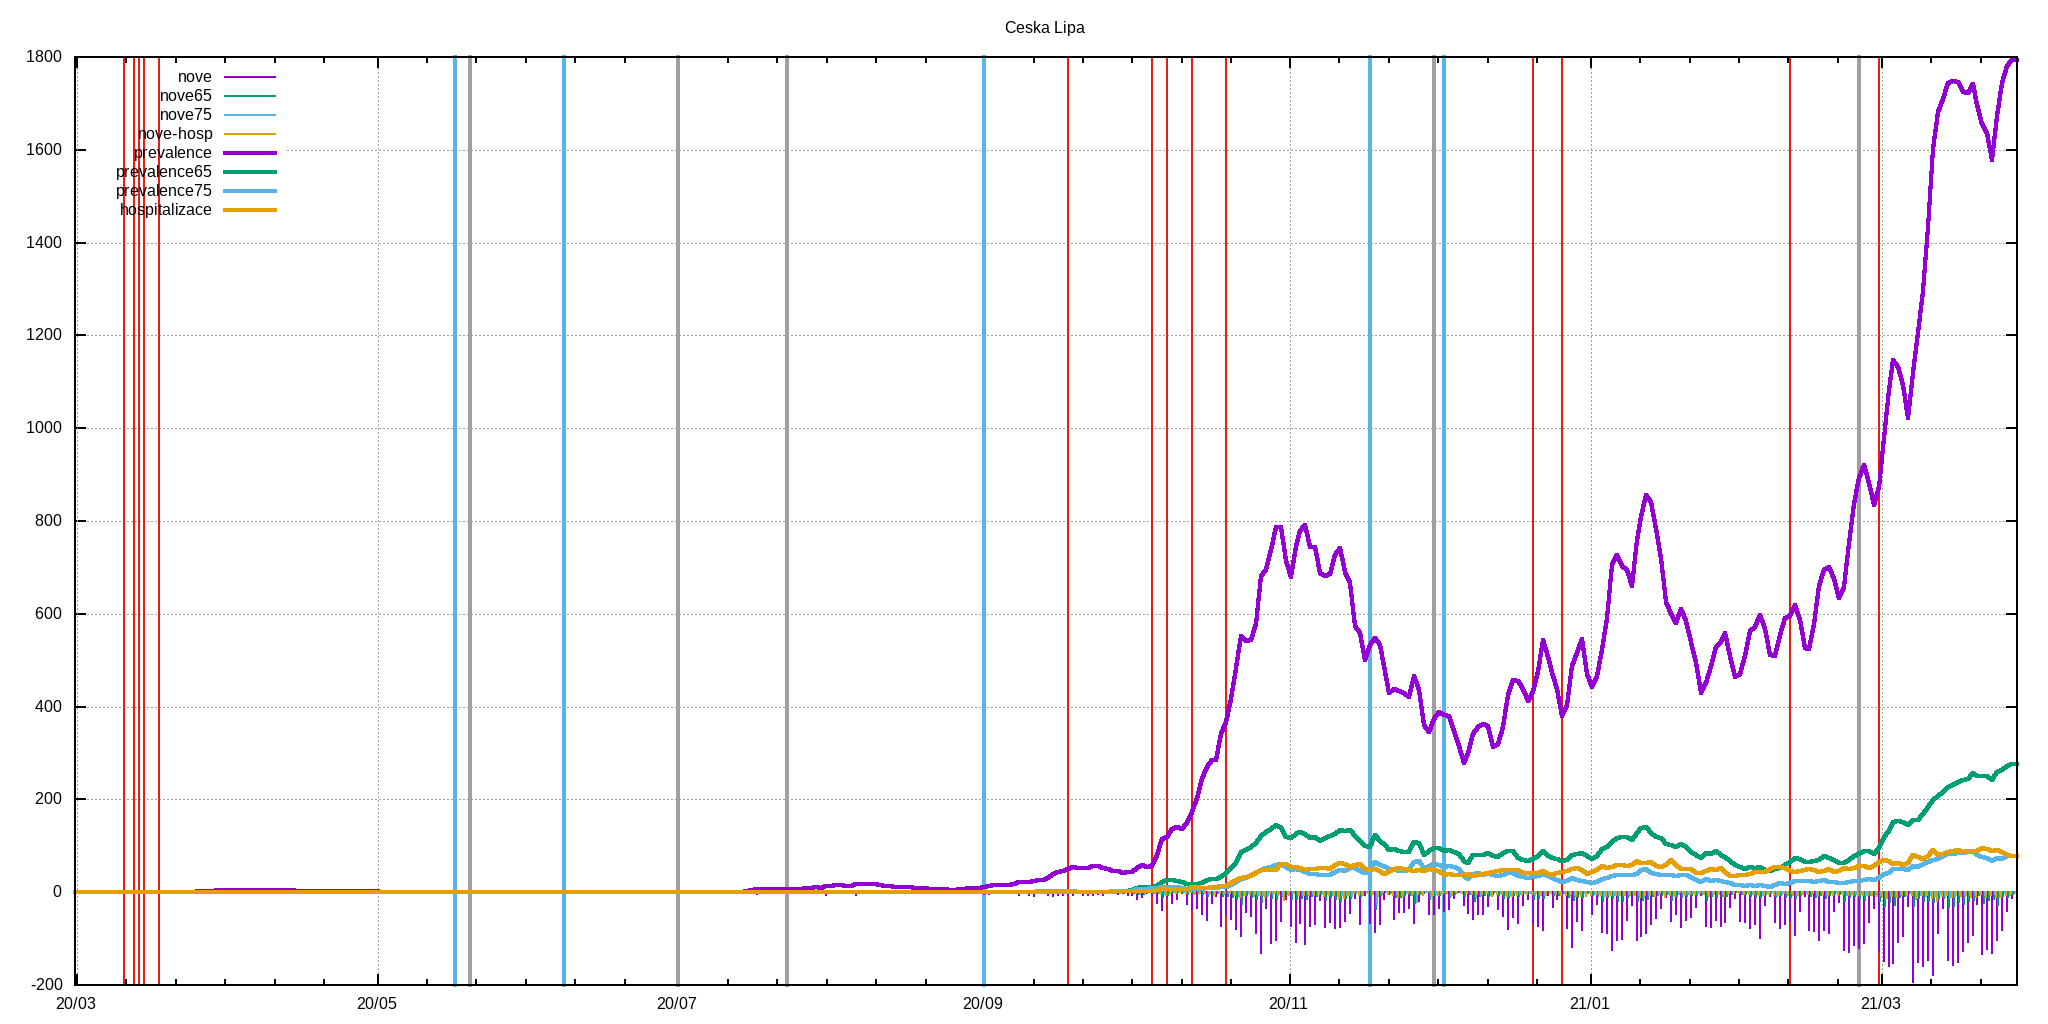 Ceska Lipa
1800
1600
1400
1200
1000
800
600
400
200
0
-200
nove
nove65
nove75
nove-hosp
prevalence
prevalence65
prevalence75
hospitalizace
20/03 20/05 20/07 20/09 20/11 21/01 21/03